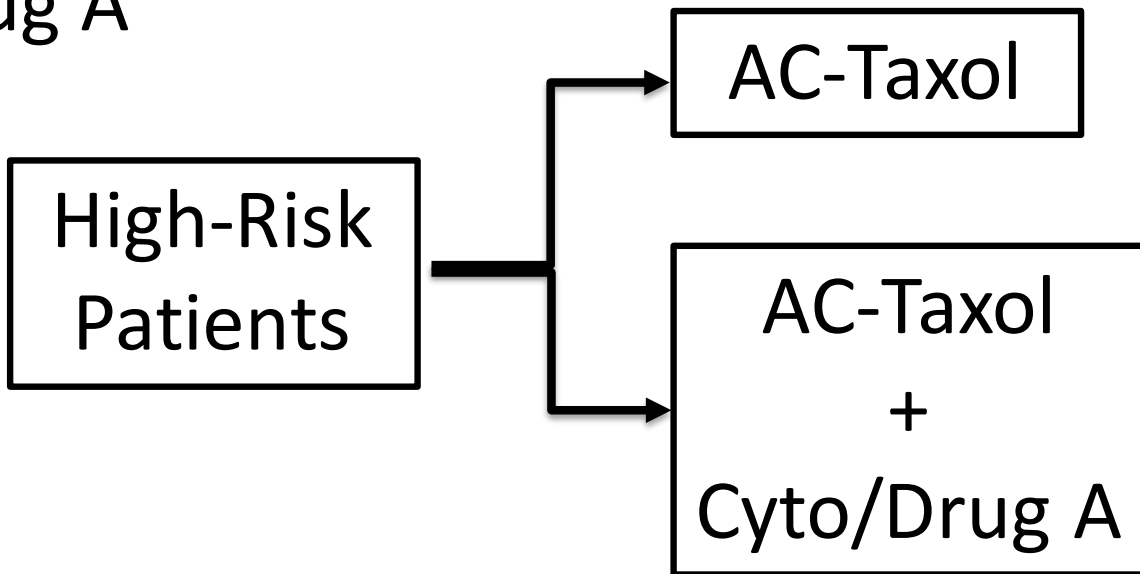 A
AC-Taxol
High-Risk
Patients
AC-Taxol
+
Cyto/Drug A